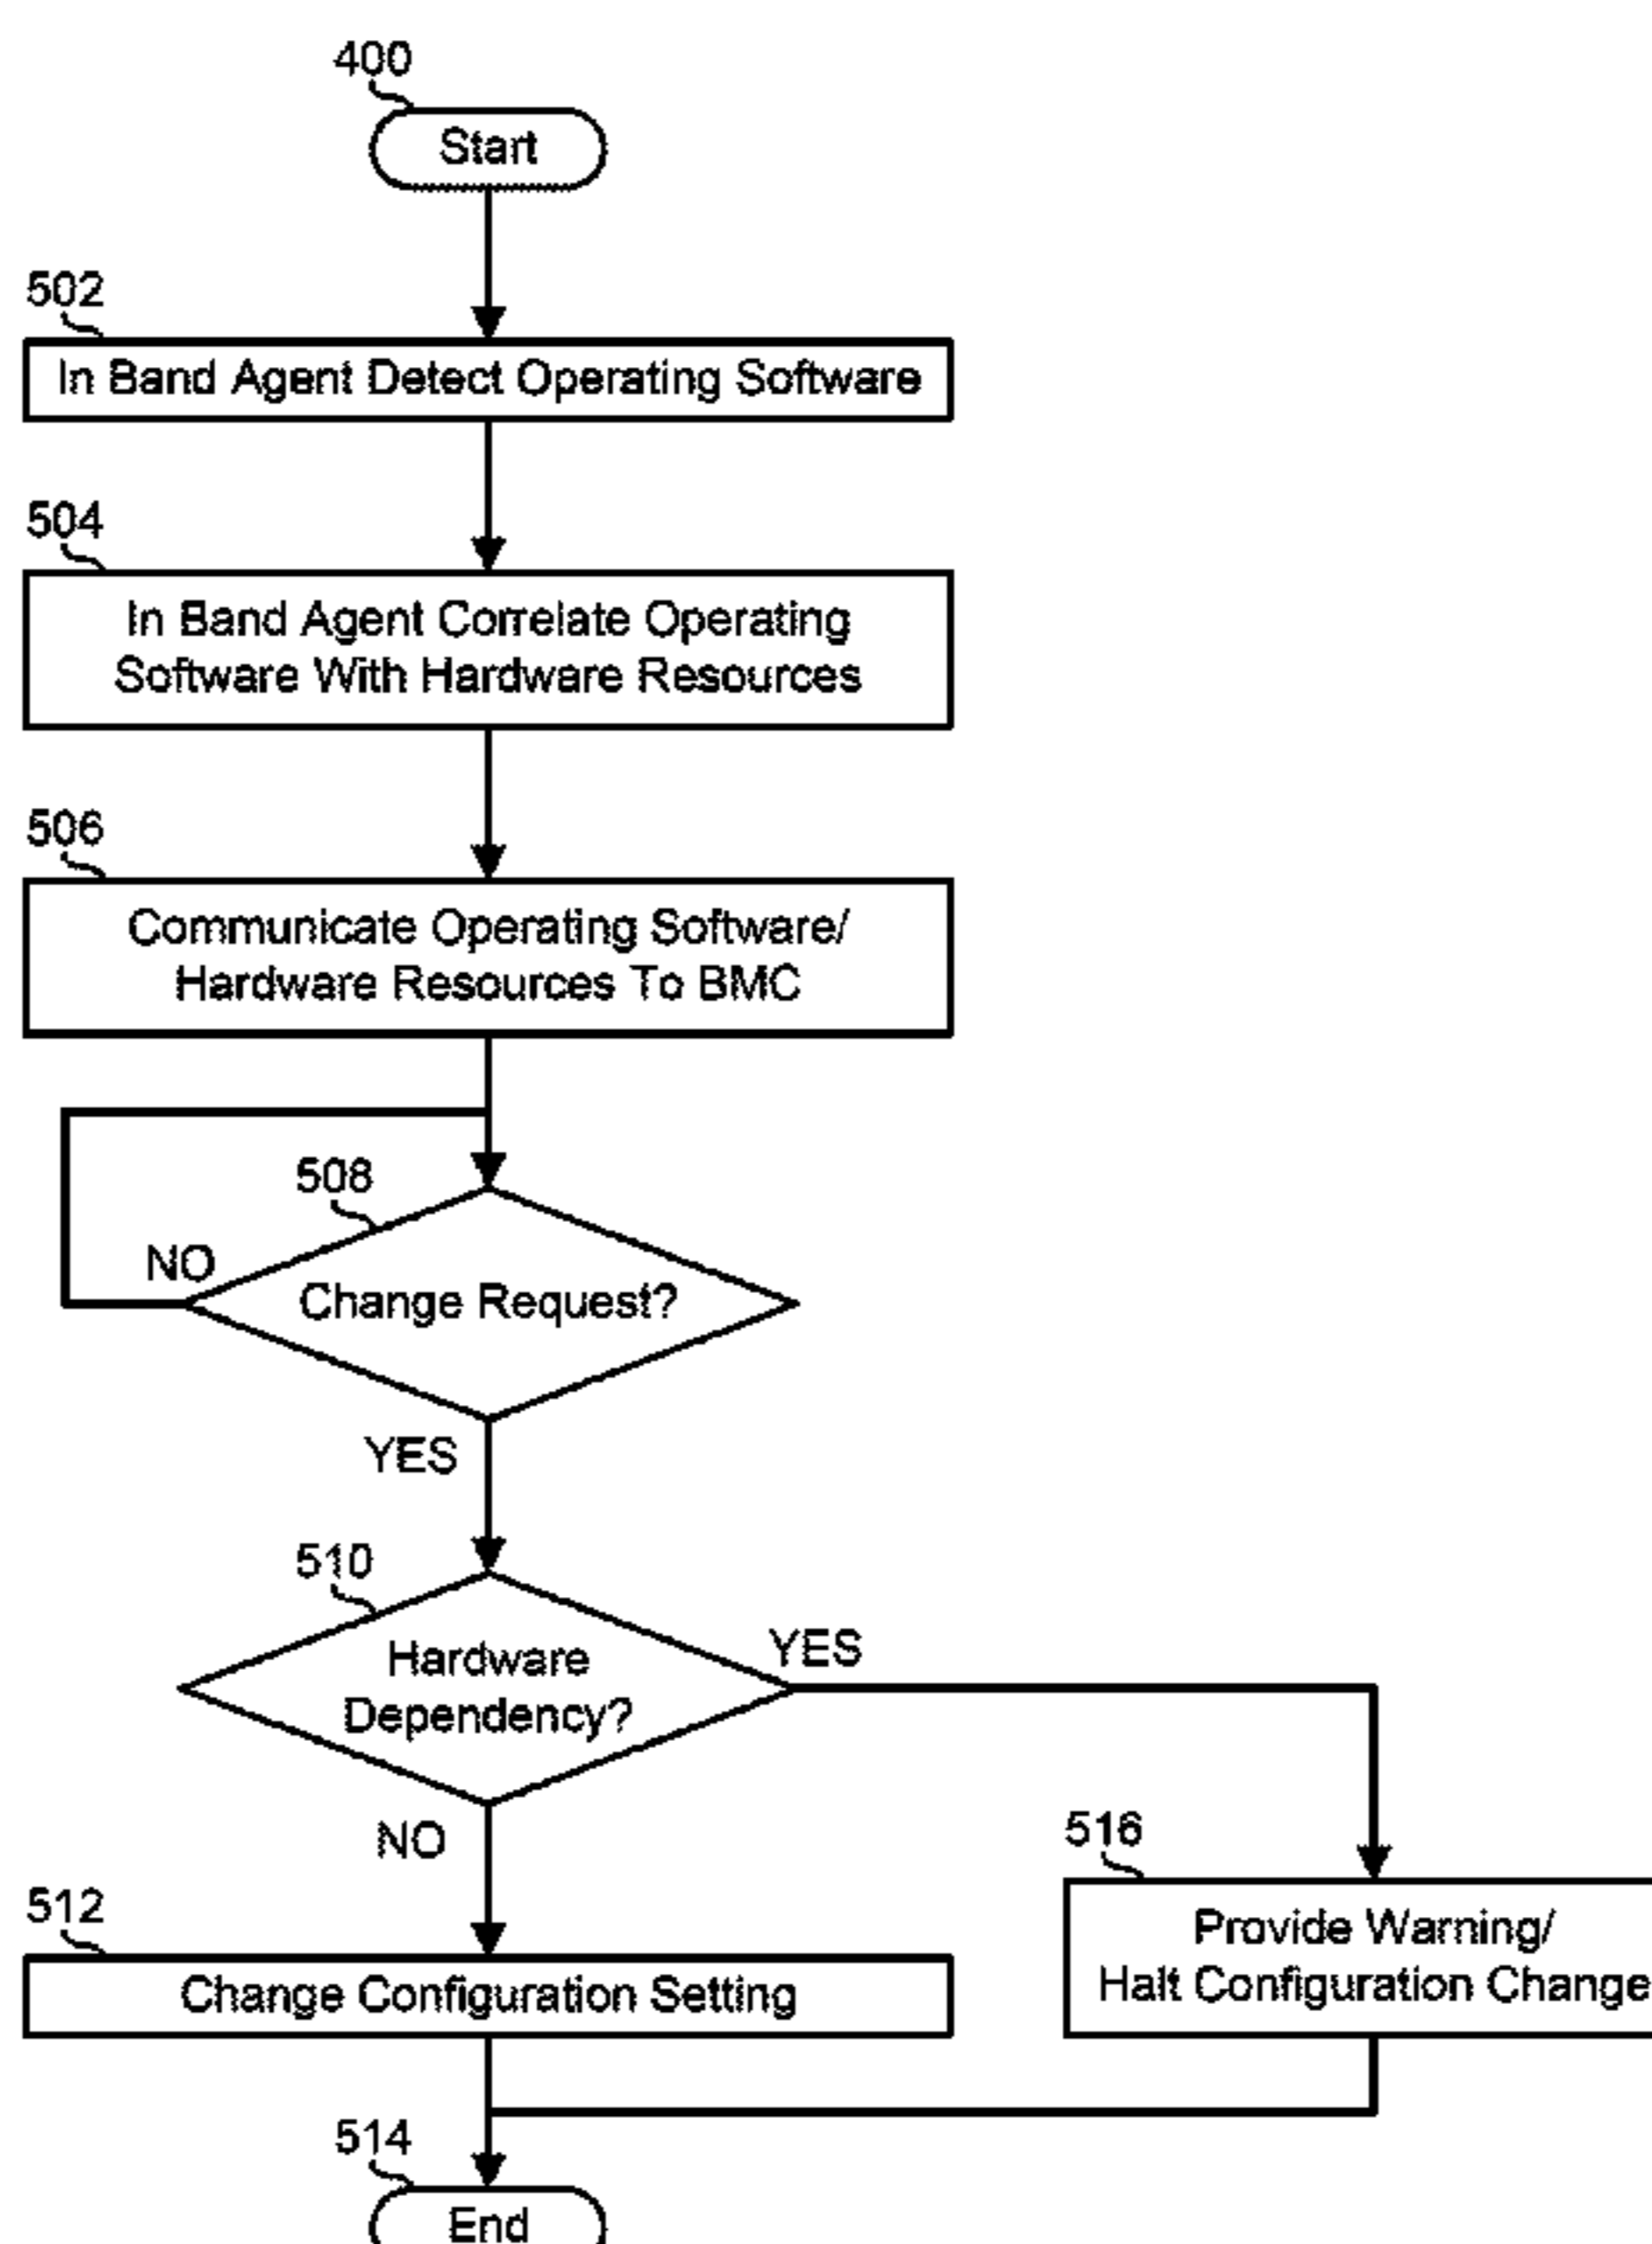 400
Start
502
In Band Agent Detect Operating Software
504
In Band Agent Correlate Operating
Software With Hardware Resources
506
Communicate Operating Software/
Hardware Resources To BMC
508
NO
Change Request?
YES
510
Hardware
Dependency?
YES
NO
512
Change Configuration Setting
516
Provide Warning/
Halt Configuration Change
514
End